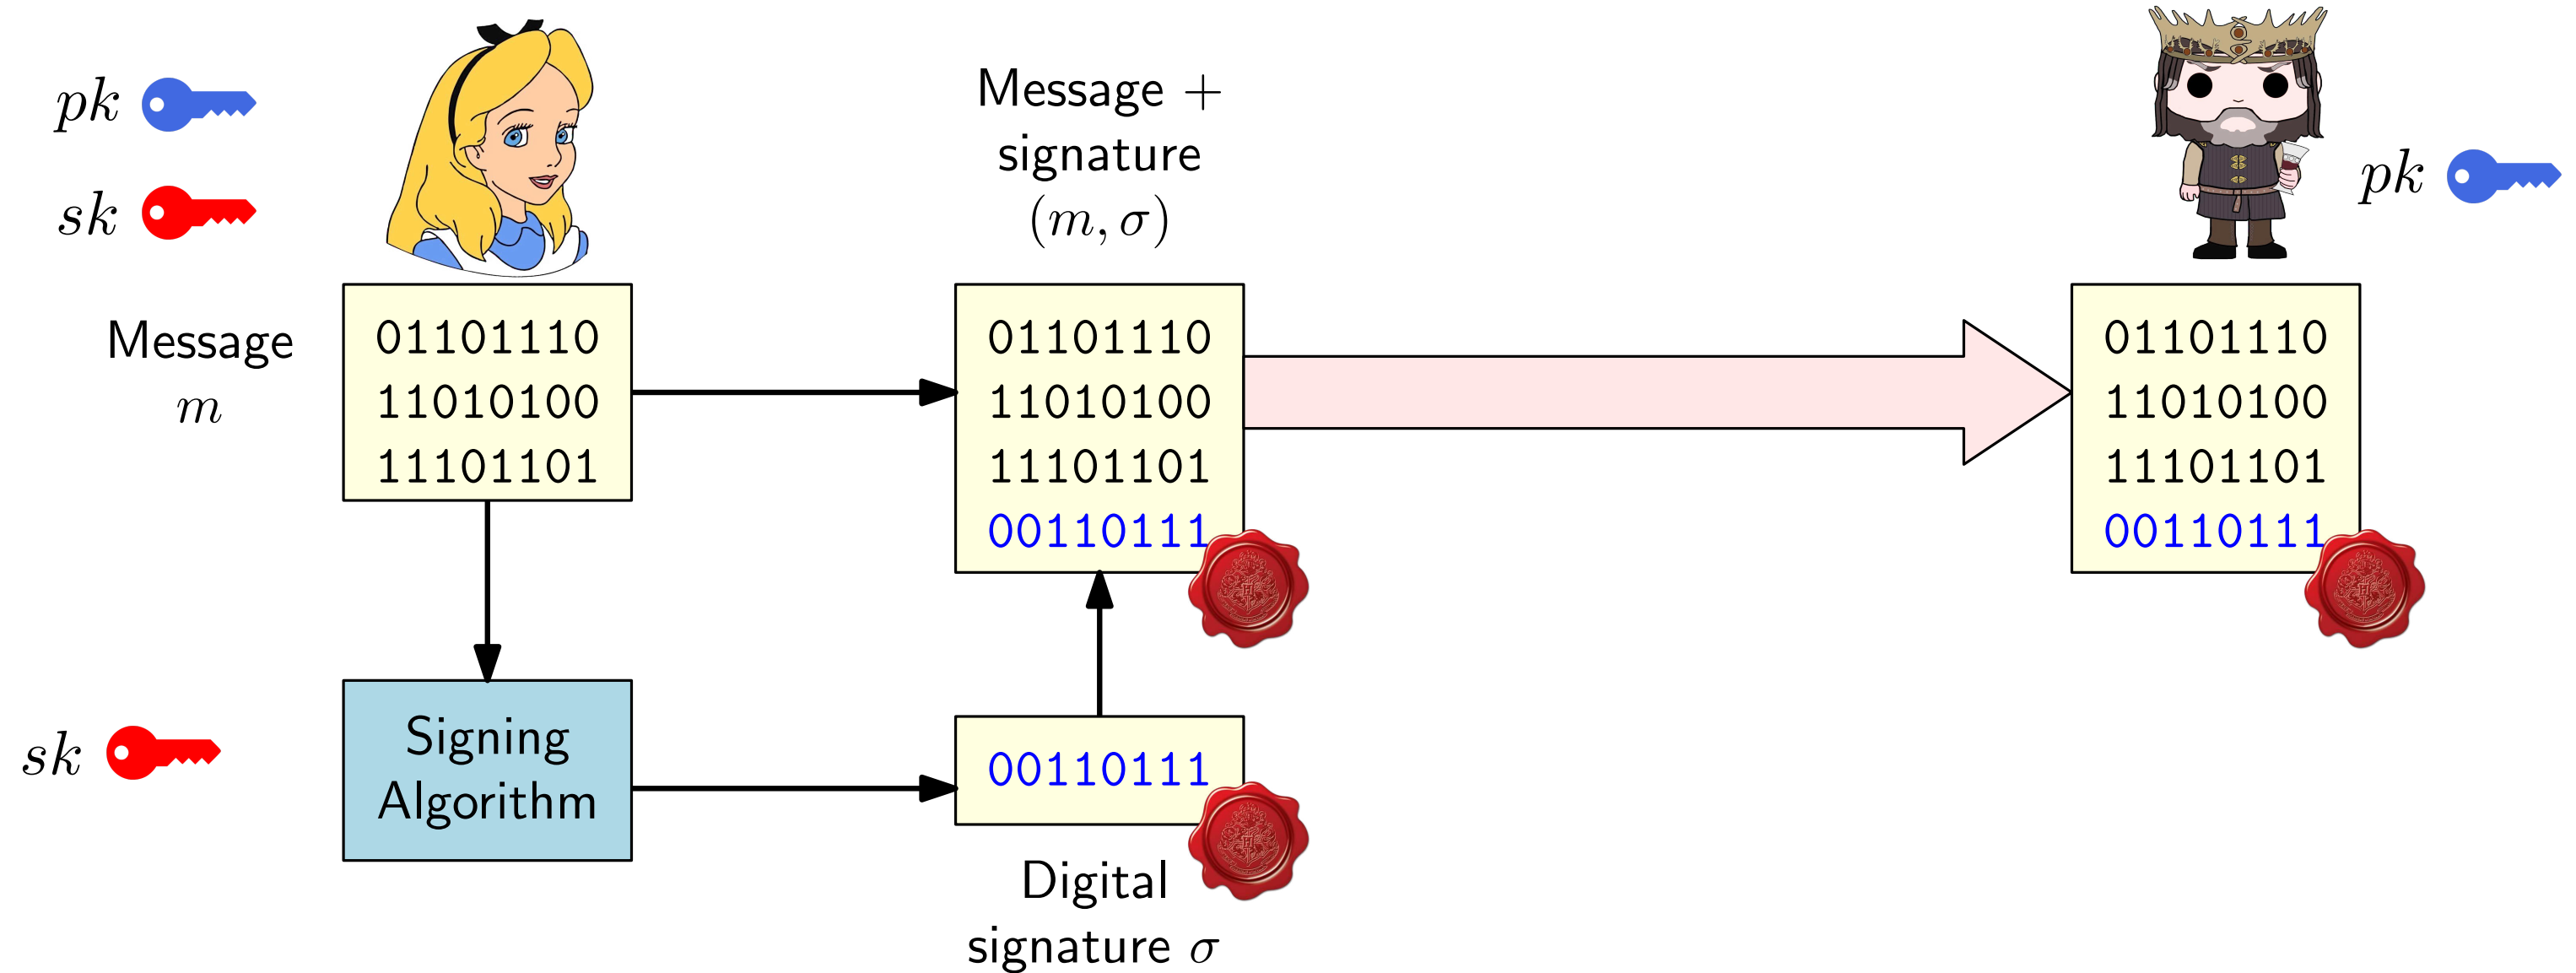 pk
sk
Message
m
01101110
11010100
11101101
Message +
signature
(m, σ)
01101110
11010100
11101101
00110111
pk
01101110
11010100
11101101
00110111
sk
Signing
Algorithm
00110111
Digital
signature σ